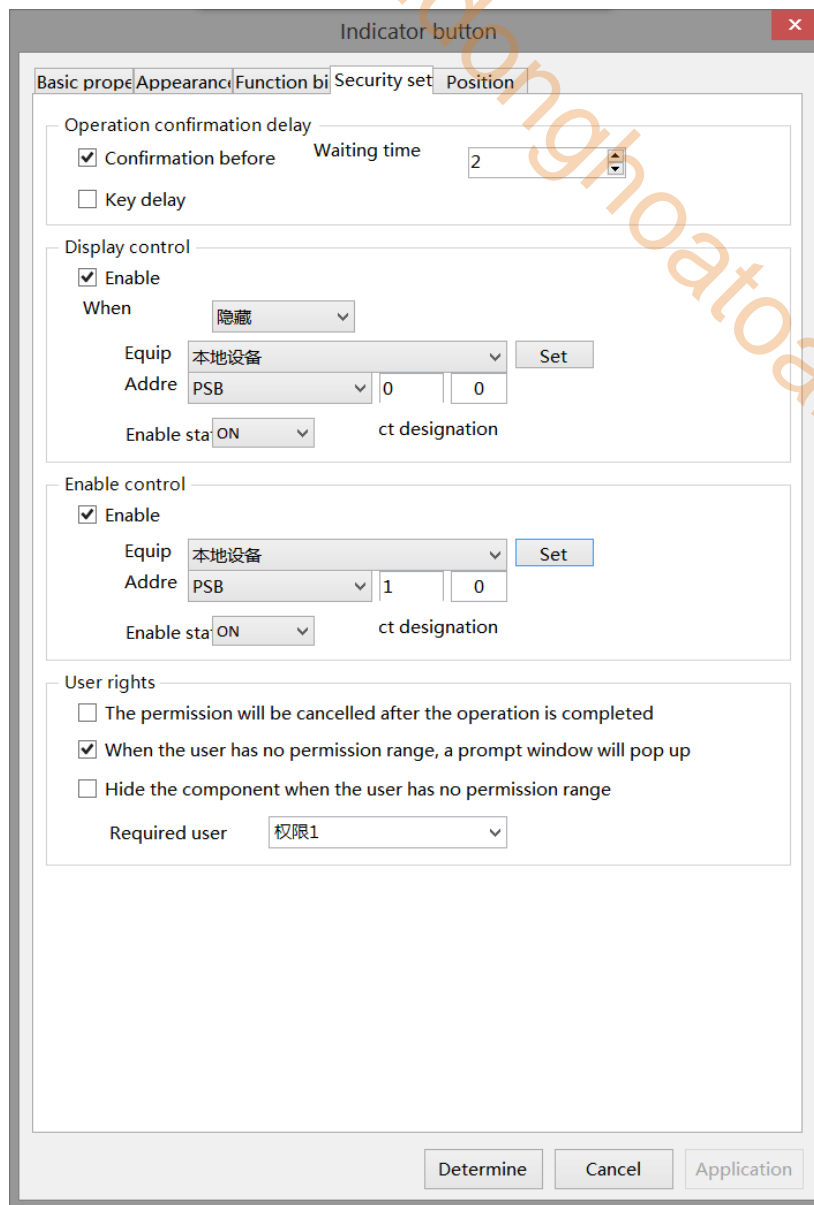 Indicator button
Basic prope Appearance Function bi Security set Position
Operation confirmation delay
Confirmation before Waiting time 2
Key delay
Display control
Enable
When 隐藏
Equip 本地设备 Set
Addre PSB 0 0
Enable stat ON ct designation
Enable control
Enable
Equip 本地设备 Set
Addre PSB 1 0
Enable stat ON ct designation
User rights
The permission will be cancelled after the operation is completed
When the user has no permission range, a prompt window will pop up
Hide the component when the user has no permission range
Required user 权限1
Determine Cancel Application